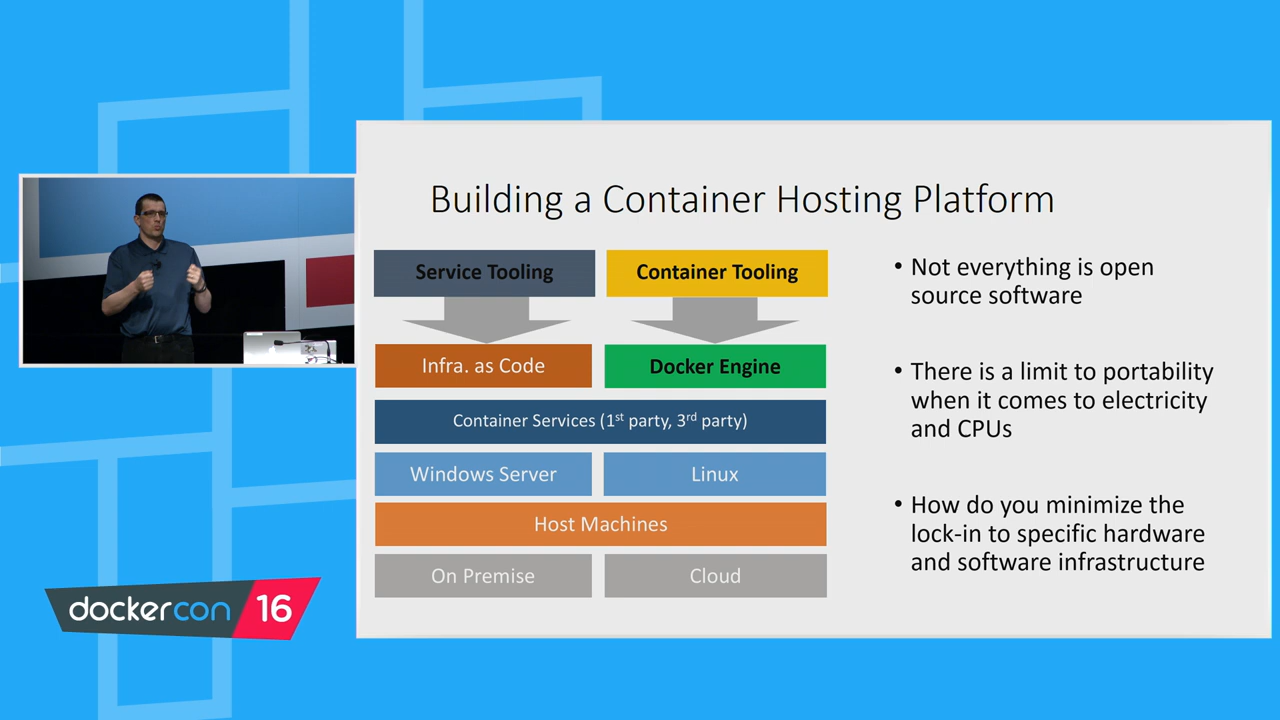 Building a Container Hosting Platform
Service Tooling
Container Tooling
Infra. as Code
Docker Engine
Container Services (1st party, 3rd party)
Windows Server
Linux
Host Machines
On Premise
Cloud
• Not everything is open
source software
• There is a limit to portability
when it comes to electricity
and CPUs
• How do you minimize the
lock-in to specific hardware
and software infrastructure
dockercon 16